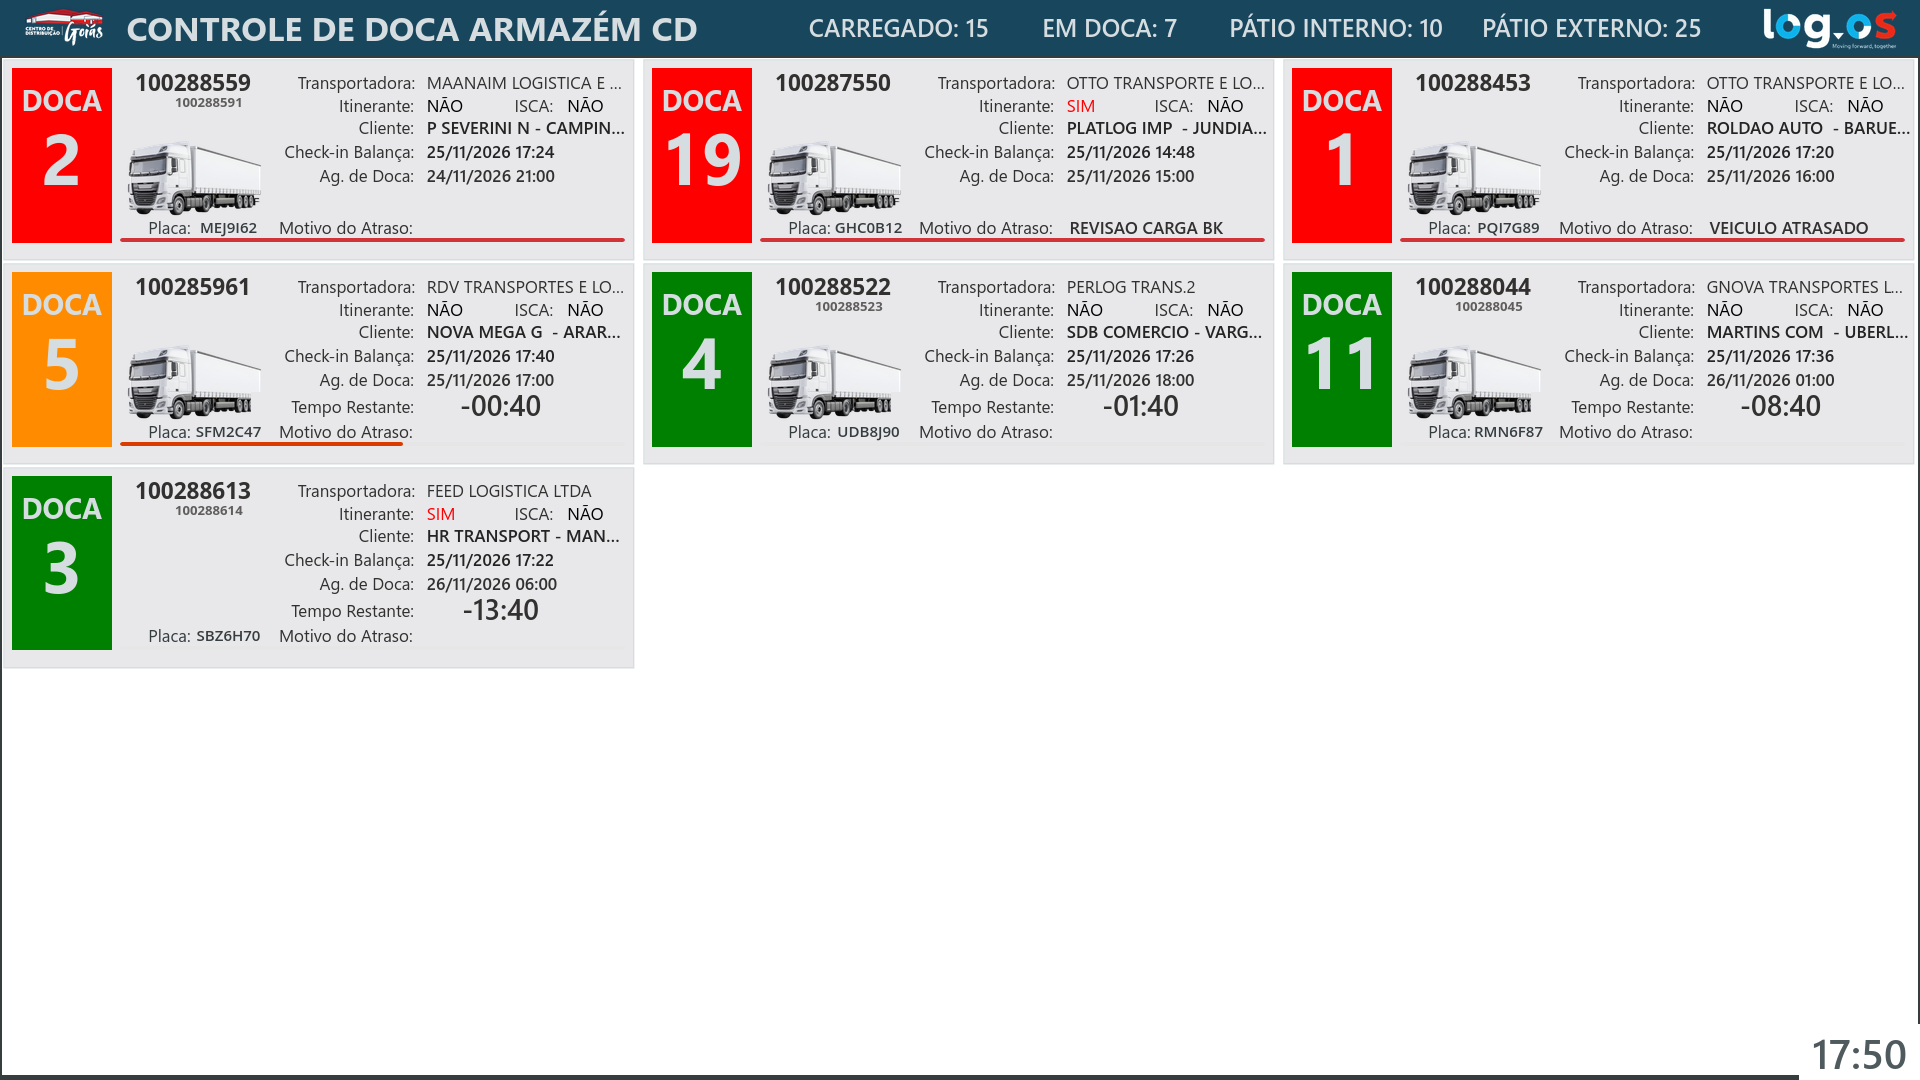 CENTRO DE DISTRIBUIÇÃO Goiás
CONTROLE DE DOCA ARMAZÉM CD
CARREGADO: 15
EM DOCA: 7
PÁTIO INTERNO: 10
PÁTIO EXTERNO: 25
log.os
Moving forward, together
DOCA
2
100288559
100288591
Transportadora: MAANAIM LOGISTICA E ...
Itinerante: NÃO ISCA: NÃO
Cliente: P SEVERINI N - CAMPIN...
Check-in Balança: 25/11/2026 17:24
Ag. de Doca: 24/11/2026 21:00
Placa: MEJ9I62 Motivo do Atraso:
DOCA
19
100287550
Transportadora: OTTO TRANSPORTE E LO...
Itinerante: SIM ISCA: NÃO
Cliente: PLATLOG IMP - JUNDIA...
Check-in Balança: 25/11/2026 14:48
Ag. de Doca: 25/11/2026 15:00
Placa: GHC0B12 Motivo do Atraso: REVISAO CARGA BK
DOCA
1
100288453
Transportadora: OTTO TRANSPORTE E LO...
Itinerante: NÃO ISCA: NÃO
Cliente: ROLDAO AUTO - BARUE...
Check-in Balança: 25/11/2026 17:20
Ag. de Doca: 25/11/2026 16:00
Placa: PQI7G89 Motivo do Atraso: VEICULO ATRASADO
DOCA
5
100285961
Transportadora: RDV TRANSPORTES E LO...
Itinerante: NÃO ISCA: NÃO
Cliente: NOVA MEGA G - ARAR...
Check-in Balança: 25/11/2026 17:40
Ag. de Doca: 25/11/2026 17:00
Tempo Restante: -00:40
Placa: SFM2C47 Motivo do Atraso:
DOCA
4
100288522
100288523
Transportadora: PERLOG TRANS.2
Itinerante: NÃO ISCA: NÃO
Cliente: SDB COMERCIO - VARG...
Check-in Balança: 25/11/2026 17:26
Ag. de Doca: 25/11/2026 18:00
Tempo Restante: -01:40
Placa: UDB8J90 Motivo do Atraso:
DOCA
11
100288044
100288045
Transportadora: GNOVA TRANSPORTES L...
Itinerante: NÃO ISCA: NÃO
Cliente: MARTINS COM - UBERL...
Check-in Balança: 25/11/2026 17:36
Ag. de Doca: 26/11/2026 01:00
Tempo Restante: -08:40
Placa: RMN6F87 Motivo do Atraso:
DOCA
3
100288613
100288614
Transportadora: FEED LOGISTICA LTDA
Itinerante: SIM ISCA: NÃO
Cliente: HR TRANSPORT - MAN...
Check-in Balança: 25/11/2026 17:22
Ag. de Doca: 26/11/2026 06:00
Tempo Restante: -13:40
Placa: SBZ6H70 Motivo do Atraso:
17:50